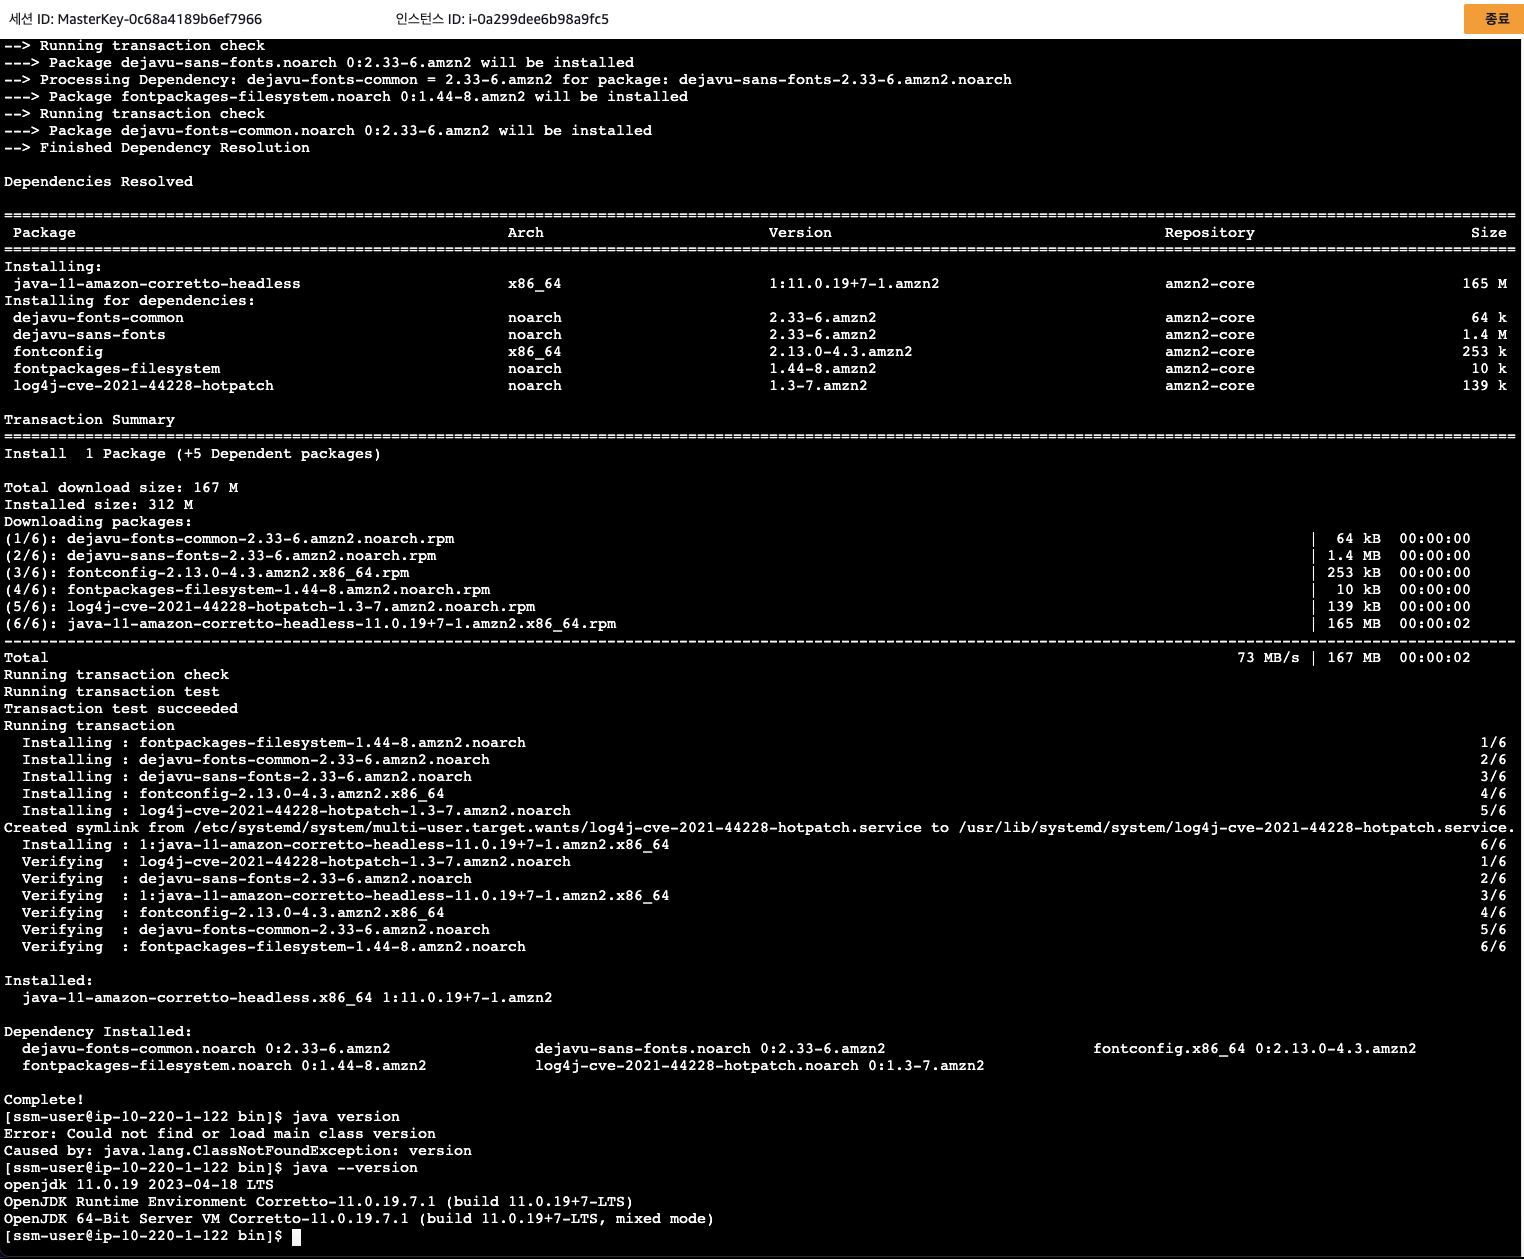 세션 ID: MasterKey-0c68a4189b6ef7966 인스턴스 ID: i-0a299dee6b98a9fc5 종료
--> Running transaction check
---> Package dejavu-sans-fonts.noarch 0:2.33-6.amzn2 will be installed
--> Processing Dependency: dejavu-fonts-common = 2.33-6.amzn2 for package: dejavu-sans-fonts-2.33-6.amzn2.noarch
---> Package fontpackages-filesystem.noarch 0:1.44-8.amzn2 will be installed
--> Running transaction check
---> Package dejavu-fonts-common.noarch 0:2.33-6.amzn2 will be installed
--> Finished Dependency Resolution
Dependencies Resolved
Package Arch Version Repository Size
Installing:
java-11-amazon-corretto-headless x86_64 1:11.0.19+7-1.amzn2 amzn2-core 165 M
Installing for dependencies:
dejavu-fonts-common noarch 2.33-6.amzn2 amzn2-core 64 k
dejavu-sans-fonts noarch 2.33-6.amzn2 amzn2-core 1.4 M
fontconfig x86_64 2.13.0-4.3.amzn2 amzn2-core 253 k
fontpackages-filesystem noarch 1.44-8.amzn2 amzn2-core 10 k
log4j-cve-2021-44228-hotpatch noarch 1.3-7.amzn2 amzn2-core 139 k
Transaction Summary
Install 1 Package (+5 Dependent packages)
Total download size: 167 M
Installed size: 312 M
Downloading packages:
(1/6): dejavu-fonts-common-2.33-6.amzn2.noarch.rpm | 64 kB 00:00:00
(2/6): dejavu-sans-fonts-2.33-6.amzn2.noarch.rpm | 1.4 MB 00:00:00
(3/6): fontconfig-2.13.0-4.3.amzn2.x86_64.rpm | 253 kB 00:00:00
(4/6): fontpackages-filesystem-1.44-8.amzn2.noarch.rpm | 10 kB 00:00:00
(5/6): log4j-cve-2021-44228-hotpatch-1.3-7.amzn2.noarch.rpm | 139 kB 00:00:00
(6/6): java-11-amazon-corretto-headless-11.0.19+7-1.amzn2.x86_64.rpm | 165 MB 00:00:02
Total 73 MB/s | 167 MB 00:00:02
Running transaction check
Running transaction test
Transaction test succeeded
Running transaction
Installing : fontpackages-filesystem-1.44-8.amzn2.noarch 1/6
Installing : dejavu-fonts-common-2.33-6.amzn2.noarch 2/6
Installing : dejavu-sans-fonts-2.33-6.amzn2.noarch 3/6
Installing : fontconfig-2.13.0-4.3.amzn2.x86_64 4/6
Installing : log4j-cve-2021-44228-hotpatch-1.3-7.amzn2.noarch 5/6
Created symlink from /etc/systemd/system/multi-user.target.wants/log4j-cve-2021-44228-hotpatch.service to /usr/lib/systemd/system/log4j-cve-2021-44228-hotpatch.service.
Installing : 1:java-11-amazon-corretto-headless-11.0.19+7-1.amzn2.x86_64 6/6
Verifying : log4j-cve-2021-44228-hotpatch-1.3-7.amzn2.noarch 1/6
Verifying : dejavu-sans-fonts-2.33-6.amzn2.noarch 2/6
Verifying : 1:java-11-amazon-corretto-headless-11.0.19+7-1.amzn2.x86_64 3/6
Verifying : fontconfig-2.13.0-4.3.amzn2.x86_64 4/6
Verifying : dejavu-fonts-common-2.33-6.amzn2.noarch 5/6
Verifying : fontpackages-filesystem-1.44-8.amzn2.noarch 6/6
Installed:
java-11-amazon-corretto-headless.x86_64 1:11.0.19+7-1.amzn2
Dependency Installed:
dejavu-fonts-common.noarch 0:2.33-6.amzn2 dejavu-sans-fonts.noarch 0:2.33-6.amzn2 fontconfig.x86_64 0:2.13.0-4.3.amzn2
fontpackages-filesystem.noarch 0:1.44-8.amzn2 log4j-cve-2021-44228-hotpatch.noarch 0:1.3-7.amzn2
Complete!
[ssm-user@ip-10-220-1-122 bin]$ java version
Error: Could not find or load main class version
Caused by: java.lang.ClassNotFoundException: version
[ssm-user@ip-10-220-1-122 bin]$ java --version
openjdk 11.0.19 2023-04-18 LTS
OpenJDK Runtime Environment Corretto-11.0.19.7.1 (build 11.0.19+7-LTS)
OpenJDK 64-Bit Server VM Corretto-11.0.19.7.1 (build 11.0.19+7-LTS, mixed mode)
[ssm-user@ip-10-220-1-122 bin]$